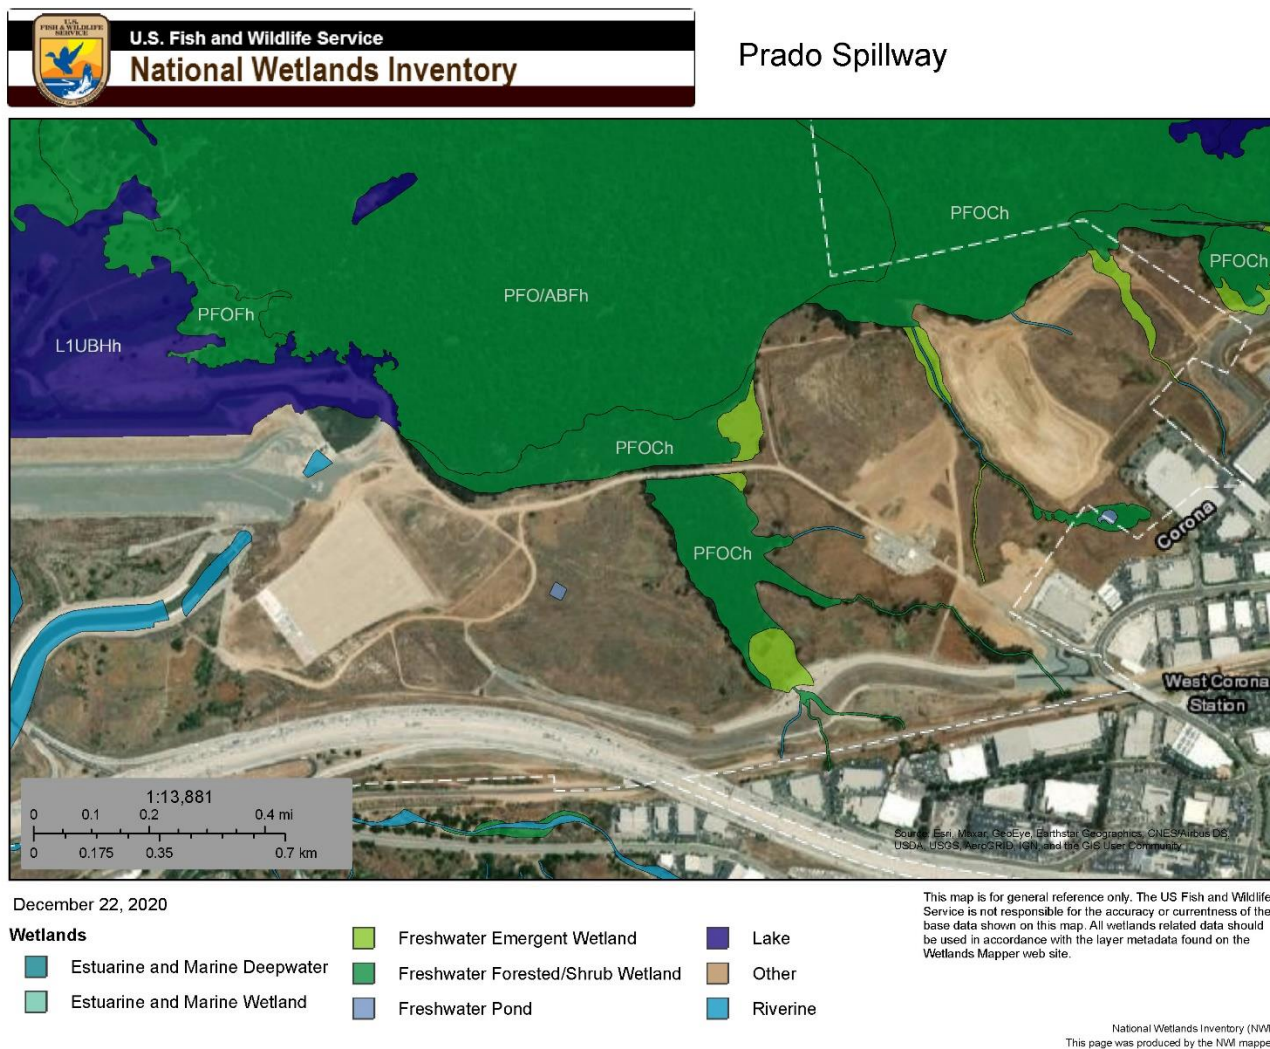 U.S.
FISH & WILDLIFE
SERVICE
U.S. Fish and Wildlife Service
National Wetlands Inventory
Prado Spillway
PFOCh
PFOCh
PFO/ABFh
PFOFh
L1UBHh
PFOCh
PFOCh
Corona
West Corona
Station
1:13,881
0 0.1 0.2 0.4 mi
0 0.175 0.35 0.7 km
Source: Esri, Maxar, GeoEye, Earthstar Geographics, CNES/Airbus DS,
USDA, USGS, AeroGRID, IGN, and the GIS User Community
December 22, 2020
Wetlands
Estuarine and Marine Deepwater
Estuarine and Marine Wetland
Freshwater Emergent Wetland
Freshwater Forested/Shrub Wetland
Freshwater Pond
Lake
Other
Riverine
This map is for general reference only. The US Fish and Wildlife
Service is not responsible for the accuracy or currentness of the
base data shown on this map. All wetlands related data should
be used in accordance with the layer metadata found on the
Wetlands Mapper web site.
National Wetlands Inventory (NWI
This page was produced by the NWI mappe